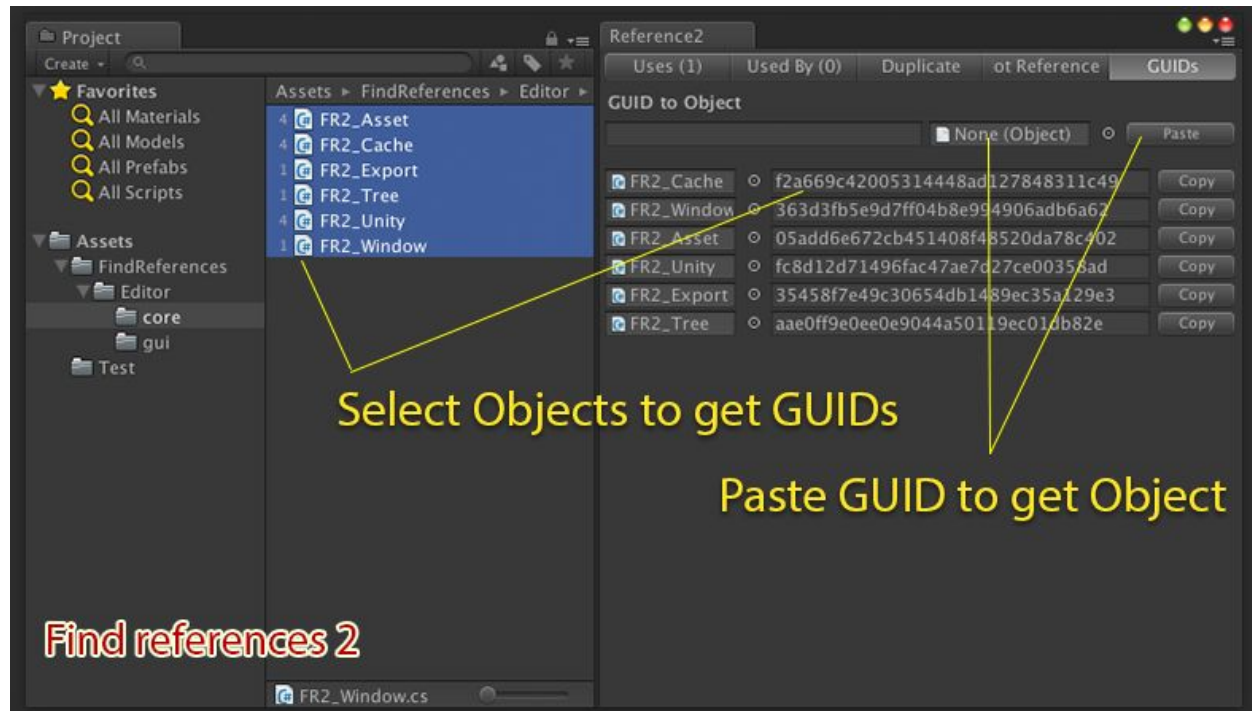 Project
Create
Favorites
All Materials
All Models
All Prefabs
All Scripts
Assets
FindReferences
Editor
core
gui
Test
Assets ▸ FindReferences ▸ Editor ▸
4 FR2_Asset
4 FR2_Cache
1 FR2_Export
1 FR2_Tree
4 FR2_Unity
1 FR2_Window
FR2_Window.cs
Reference2
Uses (1) Used By (0) Duplicate ot Reference GUIDs
GUID to Object
None (Object) Paste
FR2_Cache f2a669c42005314448ad127848311c49 Copy
FR2_Window 363d3fb5e9d7ff04b8e994906adb6a62 Copy
FR2_Asset 05add6e672cb451408f48520da78c402 Copy
FR2_Unity fc8d12d71496fac47ae7d27ce00358ad Copy
FR2_Export 35458f7e49c30654db1489ec35a129e3 Copy
FR2_Tree aae0ff9e0ee0e9044a50119ec01db82e Copy
Select Objects to get GUIDs
Paste GUID to get Object
Find references 2